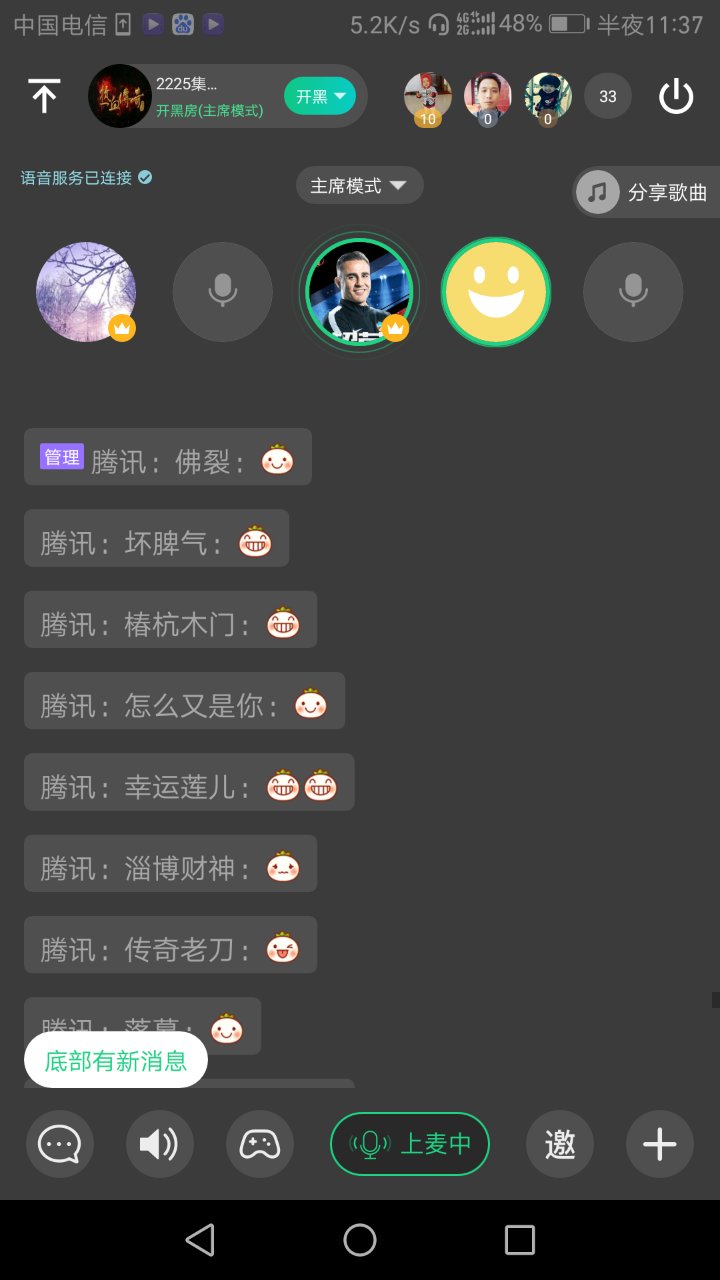 中国电信 5.2K/s 4G 2G 48% 半夜11:37
2225集...
开黑房(主席模式)
开黑
10 0 0 33
语音服务已连接
主席模式
分享歌曲
管理 腾讯：佛裂：
腾讯：坏脾气：
腾讯：椿杭木门：
腾讯：怎么又是你：
腾讯：幸运莲儿：
腾讯：淄博财神：
腾讯：传奇老刀：
腾讯：落幕：
底部有新消息
上麦中
邀